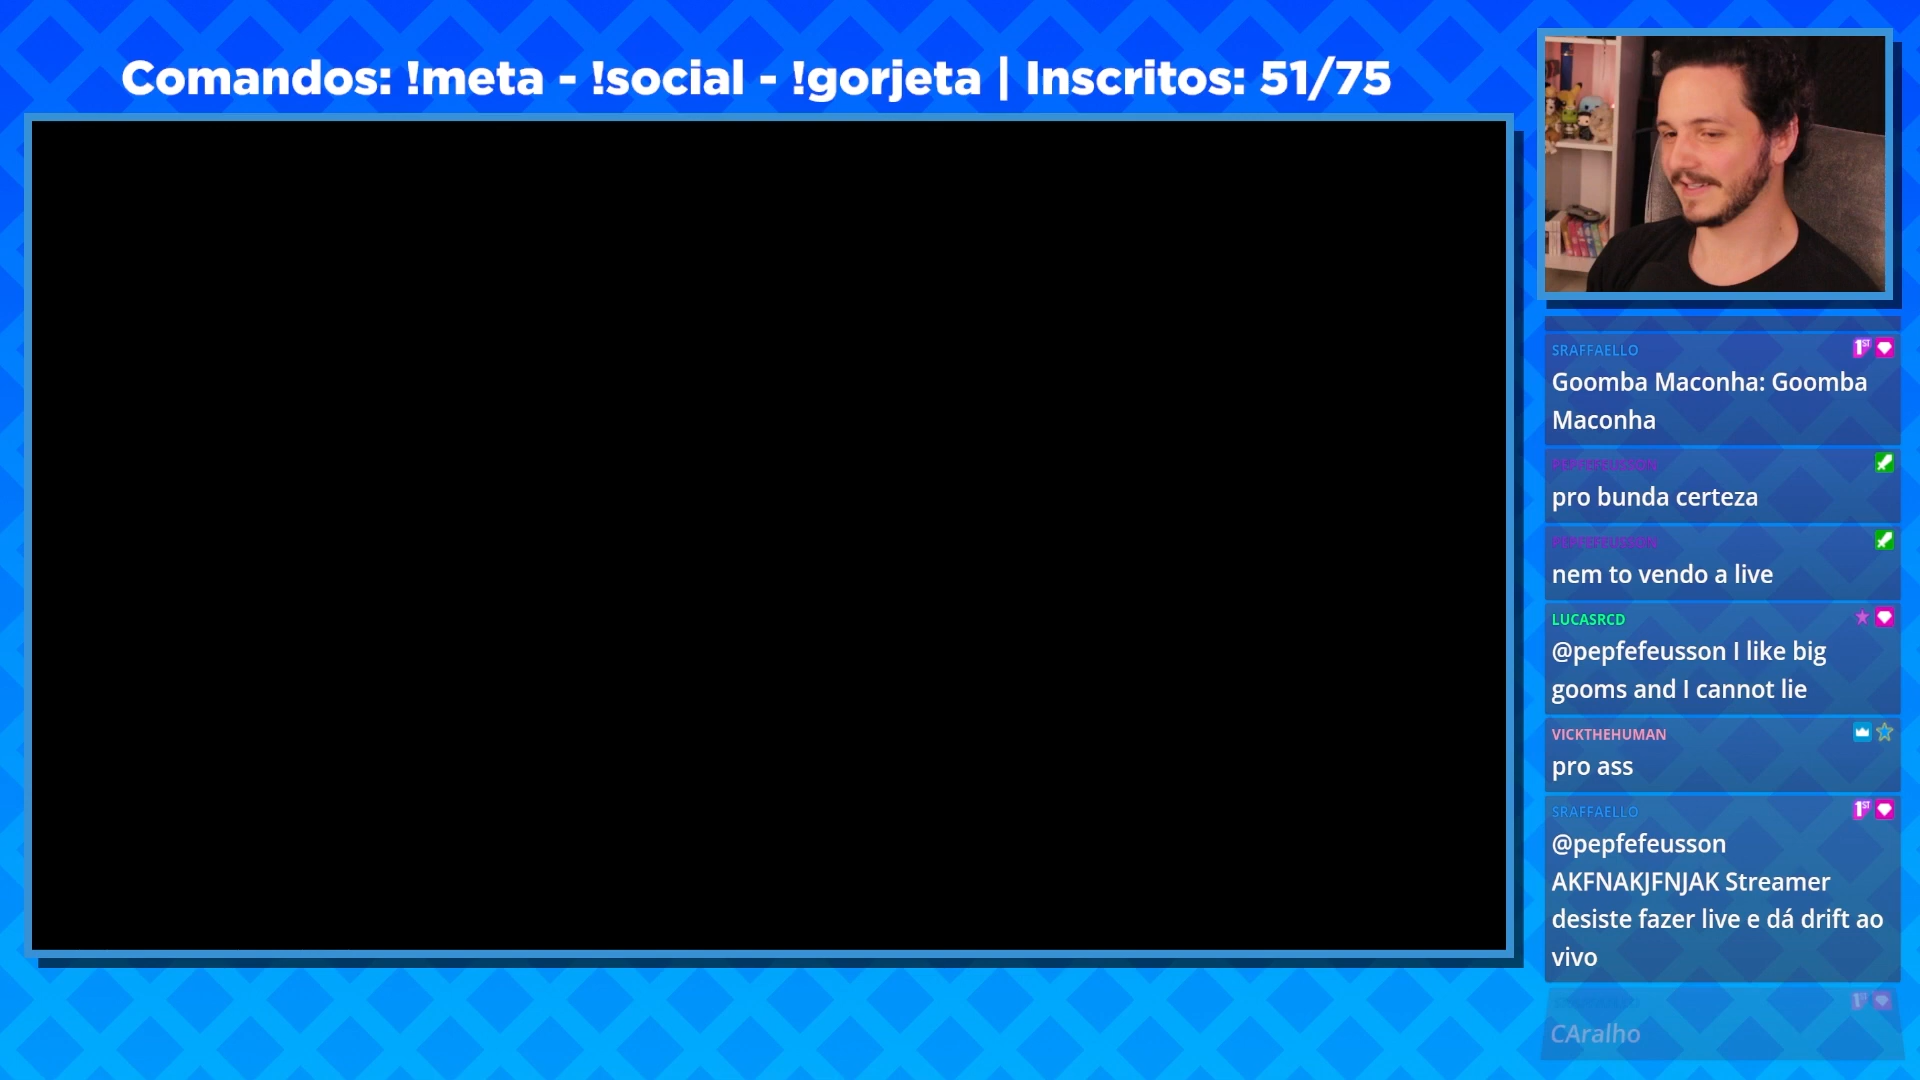 Comandos: !meta - !social - !gorjeta | Inscritos: 51/75
SRAFFAELLO
Goomba Maconha: Goomba
Maconha
PEPFEFEUSSON
pro bunda certeza
PEPFEFEUSSON
nem to vendo a live
LUCASRCD
@pepfefeusson I like big
gooms and I cannot lie
VICKTHEHUMAN
pro ass
SRAFFAELLO
@pepfefeusson
AKFNAKJFNJAK Streamer
desiste fazer live e dá drift ao
vivo
CAralho